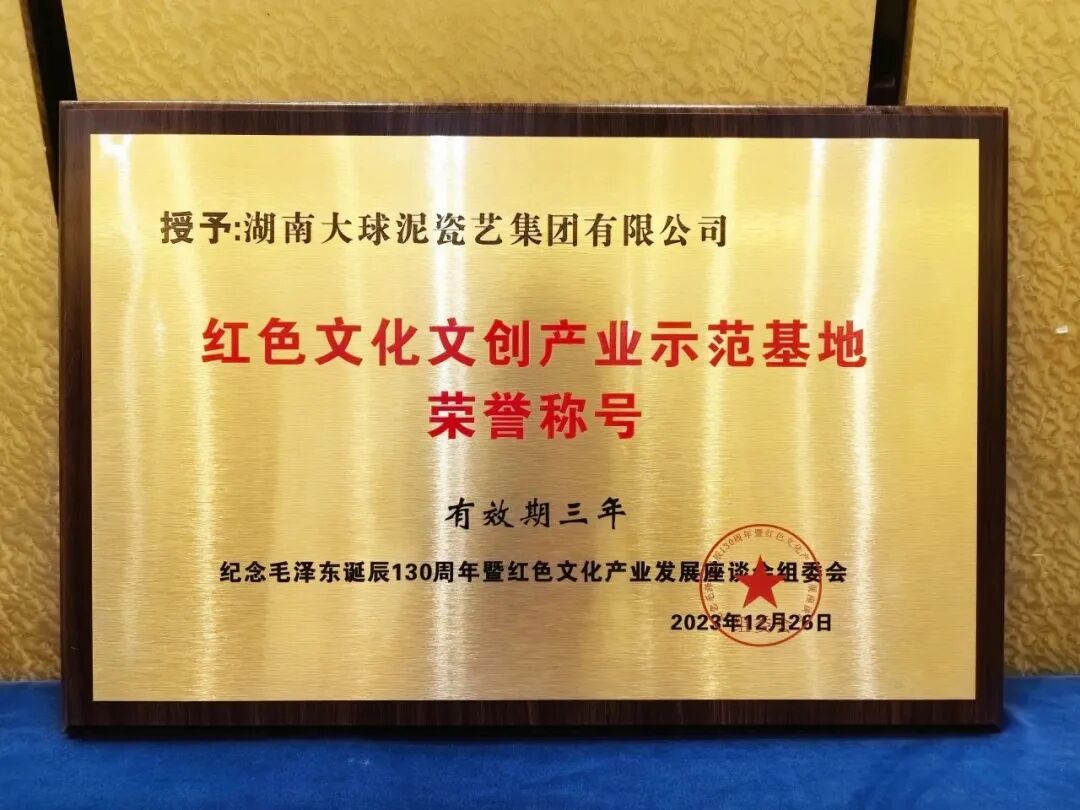 授予:湖南大球泥瓷艺集团有限公司
红色文化文创产业示范基地
荣誉称号
有效期三年
纪念毛泽东诞辰130周年暨红色文化产业发展座谈会组委会
2023年12月26日